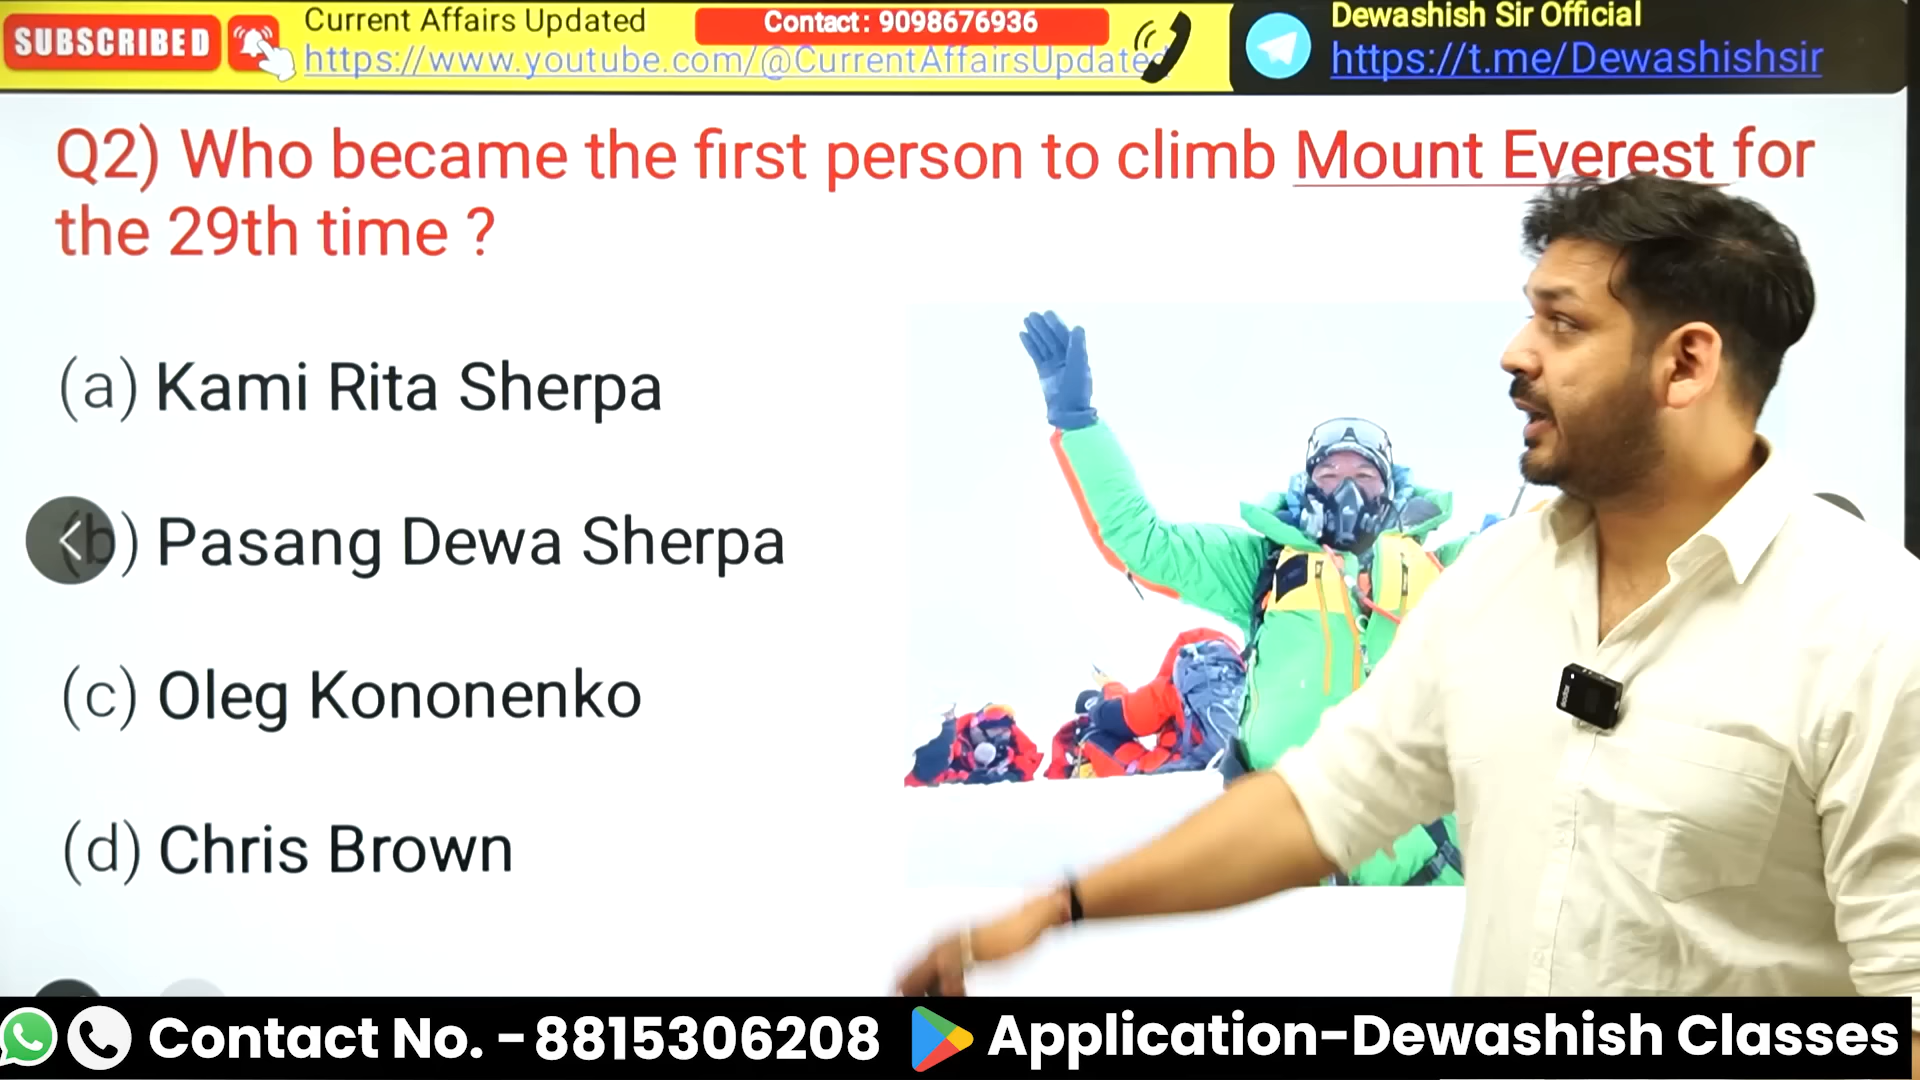 SUBSCRIBED
Current Affairs Updated
https://www.youtube.com/@CurrentAffairsUpdated
Contact: 9098676936
Dewashish Sir Official
https://t.me/Dewashishsir
Q2) Who became the first person to climb Mount Everest for
the 29th time ?
(a) Kami Rita Sherpa
(b) Pasang Dewa Sherpa
(c) Oleg Kononenko
(d) Chris Brown
Contact No. - 8815306208
Application-Dewashish Classes